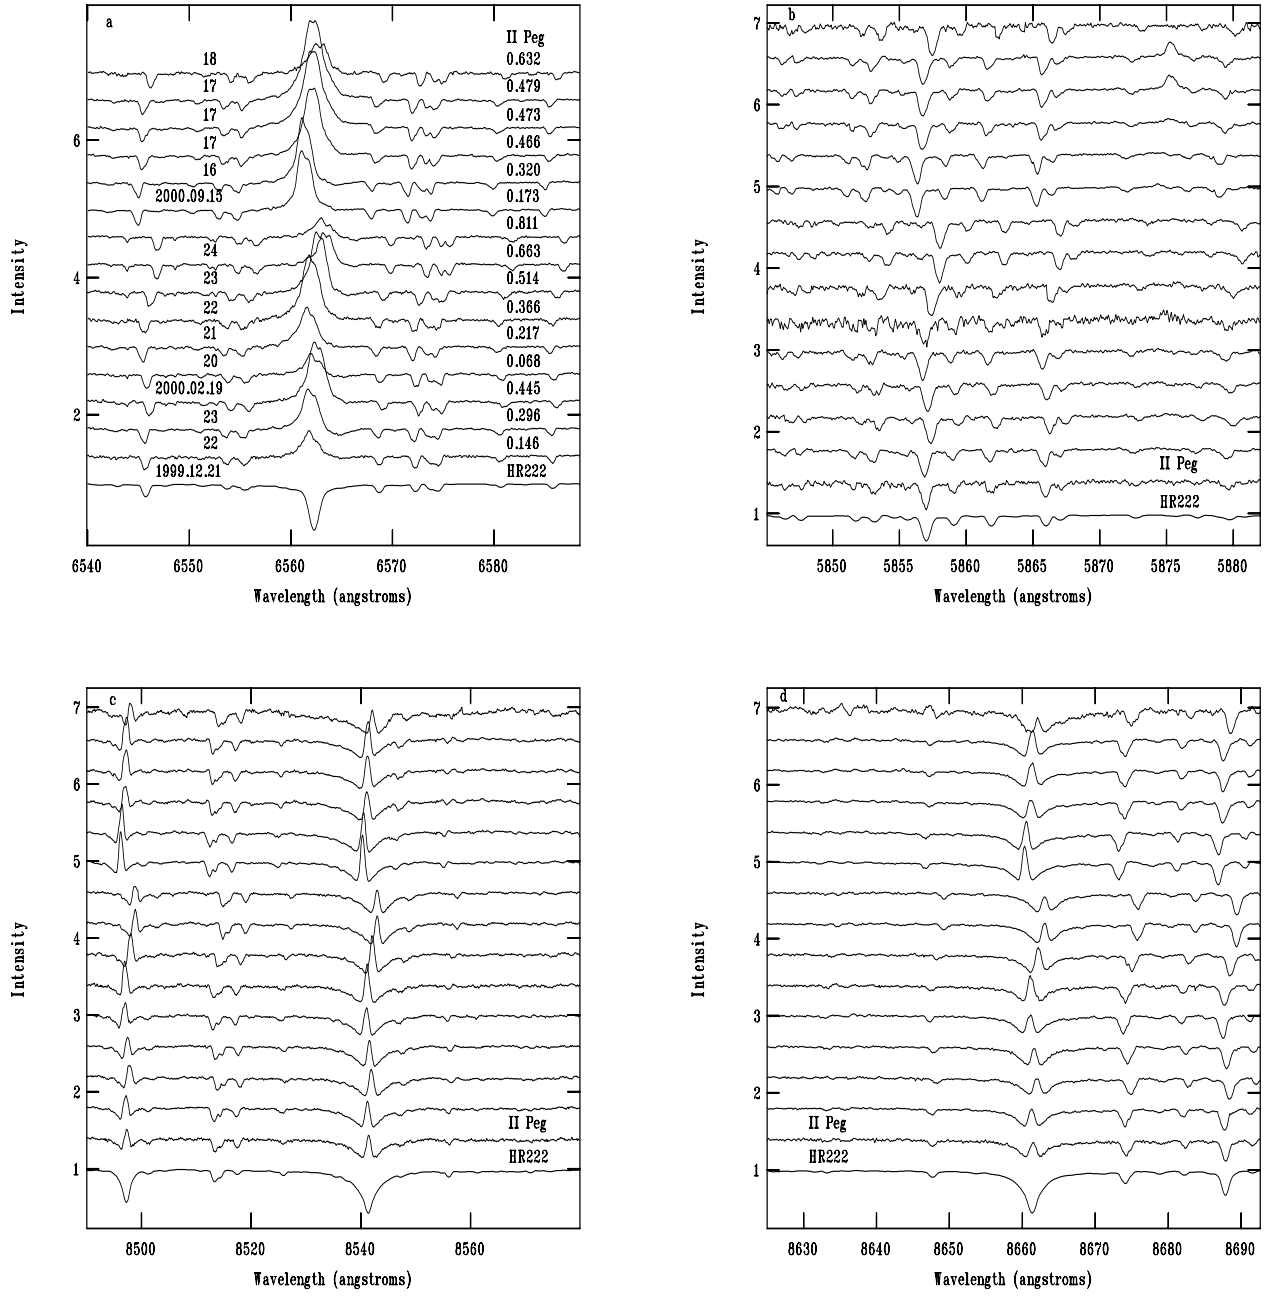 a
II Peg
18 0.632
17 0.479
17 0.473
17 0.466
16 0.320
2000.09.15 0.173
0.811
24 0.663
23 0.514
22 0.366
21 0.217
20 0.068
2000.02.19 0.445
23 0.296
22 0.146
1999.12.21 HR222
6
4
2
6540 6550 6560 6570 6580
Wavelength (angstroms)
Intensity
b
7
6
5
4
3
2
1
II Peg
HR222
5850 5855 5860 5865 5870 5875 5880
Wavelength (angstroms)
Intensity
c
7
6
5
4
3
2
1
II Peg
HR222
8500 8520 8540 8560
Wavelength (angstroms)
Intensity
d
7
6
5
4
3
2
1
II Peg
HR222
8630 8640 8650 8660 8670 8680 8690
Wavelength (angstroms)
Intensity